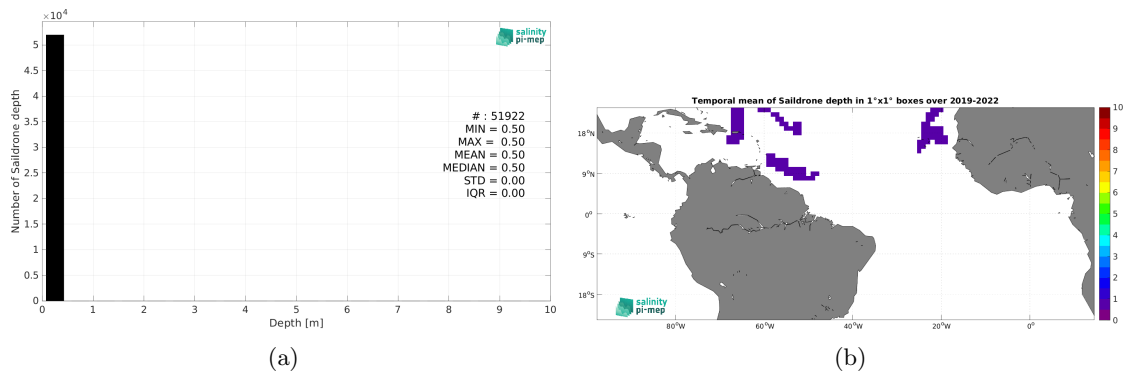 ×10⁴
5
4.5
4
3.5
3
2.5
2
1.5
1
0.5
0
Number of Saildrone depth
salinity
pi-mep
# : 51922
MIN = 0.50
MAX = 0.50
MEAN = 0.50
MEDIAN = 0.50
STD = 0.00
IQR = 0.00
0 1 2 3 4 5 6 7 8 9 10
Depth [m]
(a)
Temporal mean of Saildrone depth in 1°x1° boxes over 2019-2022
18°N
9°N
0°
9°S
18°S
salinity
pi-mep
80°W 60°W 40°W 20°W 0°
10
9
8
7
6
5
4
3
2
1
0
(b)